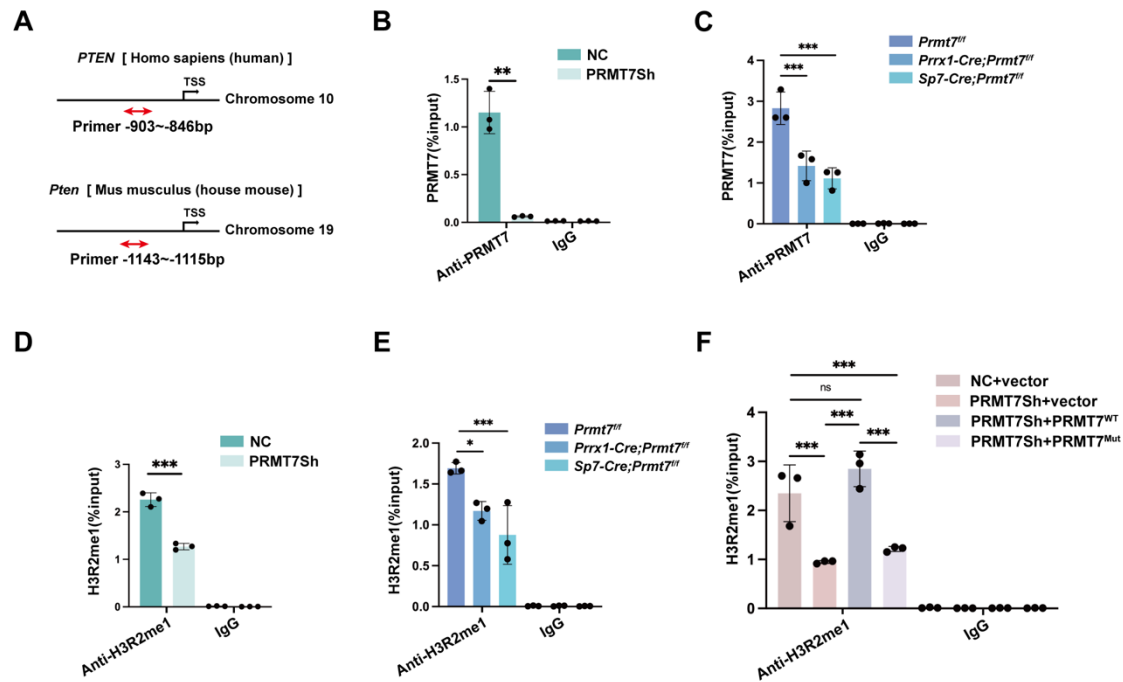 A
PTEN [ Homo sapiens (human) ]
TSS
Chromosome 10
Primer -903~-846bp
Pten [ Mus musculus (house mouse) ]
TSS
Chromosome 19
Primer -1143~-1115bp
B
NC
PRMT7Sh
**
PRMT7(%input)
1.5
1.0
0.5
0.0
Anti-PRMT7
IgG
C
Prmt7f/f
Prrx1-Cre;Prmt7f/f
Sp7-Cre;Prmt7f/f
***
***
PRMT7(%input)
4
3
2
1
0
Anti-PRMT7
IgG
D
NC
PRMT7Sh
***
H3R2me1(%input)
3
2
1
0
Anti-H3R2me1
IgG
E
Prmt7f/f
Prrx1-Cre;Prmt7f/f
Sp7-Cre;Prmt7f/f
***
*
H3R2me1(%input)
2.0
1.5
1.0
0.5
0.0
Anti-H3R2me1
IgG
F
NC+vector
PRMT7Sh+vector
PRMT7Sh+PRMT7WT
PRMT7Sh+PRMT7Mut
***
ns
***
***
***
H3R2me1(%input)
4
3
2
1
0
Anti-H3R2me1
IgG